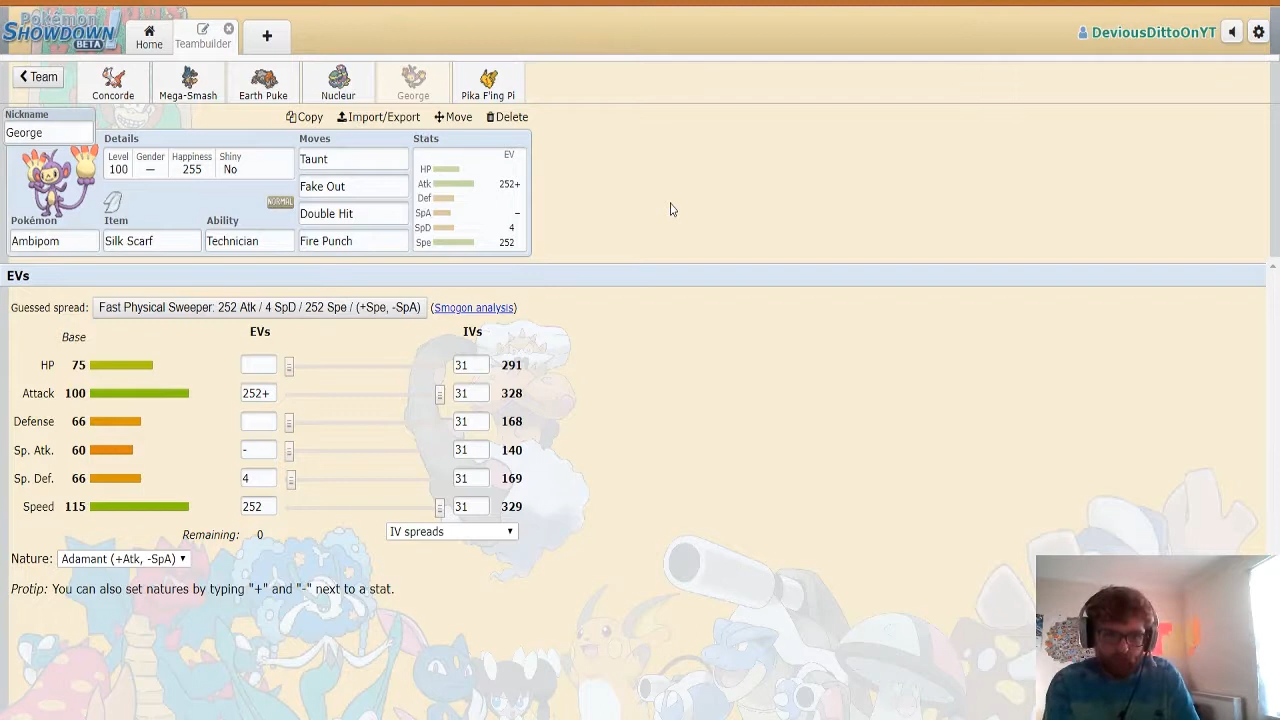 Pokémon
SHOWDOWN
BETA
Home
Teambuilder
+
DeviousDittoOnYT
Team
Concorde
Mega-Smash
Earth Puke
Nucleur
George
Pika F'ing Pi
Nickname
George
Copy
Import/Export
Move
Delete
Details
Moves
Stats
Level
Gender
Happiness
Shiny
100
—
255
No
Taunt
Fake Out
Double Hit
Fire Punch
EV
HP
Atk 252+
Def
SpA –
SpD 4
Spe 252
NORMAL
Pokémon
Item
Ability
Ambipom
Silk Scarf
Technician
EVs
Guessed spread: Fast Physical Sweeper: 252 Atk / 4 SpD / 252 Spe / (+Spe, -SpA) (Smogon analysis)
Base EVs IVs
HP 75 31 291
Attack 100 252+ 31 328
Defense 66 31 168
Sp. Atk. 60 - 31 140
Sp. Def. 66 4 31 169
Speed 115 252 31 329
Remaining: 0
IV spreads
Nature: Adamant (+Atk, -SpA)
Protip: You can also set natures by typing "+" and "-" next to a stat.